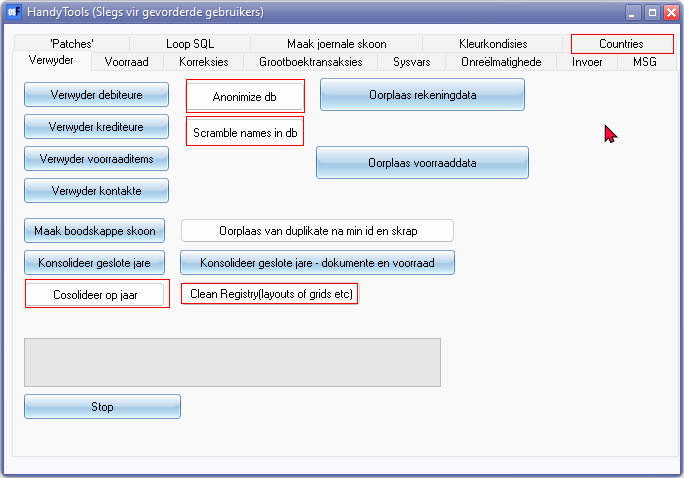 HandyTools (Slegs vir gevorderde gebruikers)
'Patches' Loop SQL Maak joernale skoon Kleurkondisies Countries
Verwyder Voorraad Korreksies Grootboektransaksies Sysvars Onreëlmatighede Invoer MSG
Verwyder debiteure Anonimize db Oorplaas rekeningdata
Verwyder krediteure Scramble names in db
Verwyder voorraaditems Oorplaas voorraaddata
Verwyder kontakte
Maak boodskappe skoon Oorplaas van duplikate na min id en skrap
Konsolideer geslote jare Konsolideer geslote jare - dokumente en voorraad
Cosolideer op jaar Clean Registry(layouts of grids etc)
Stop